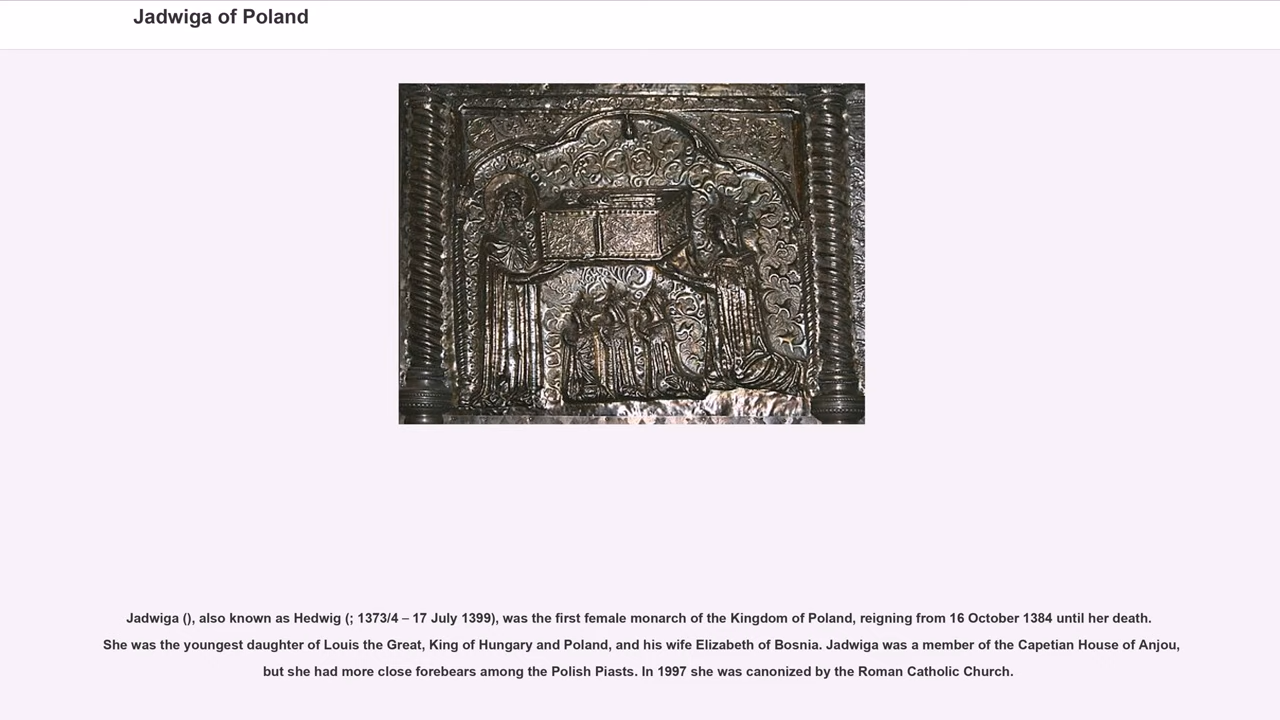 Jadwiga of Poland
Jadwiga (), also known as Hedwig (; 1373/4 – 17 July 1399), was the first female monarch of the Kingdom of Poland, reigning from 16 October 1384 until her death.
She was the youngest daughter of Louis the Great, King of Hungary and Poland, and his wife Elizabeth of Bosnia. Jadwiga was a member of the Capetian House of Anjou,
but she had more close forebears among the Polish Piasts. In 1997 she was canonized by the Roman Catholic Church.